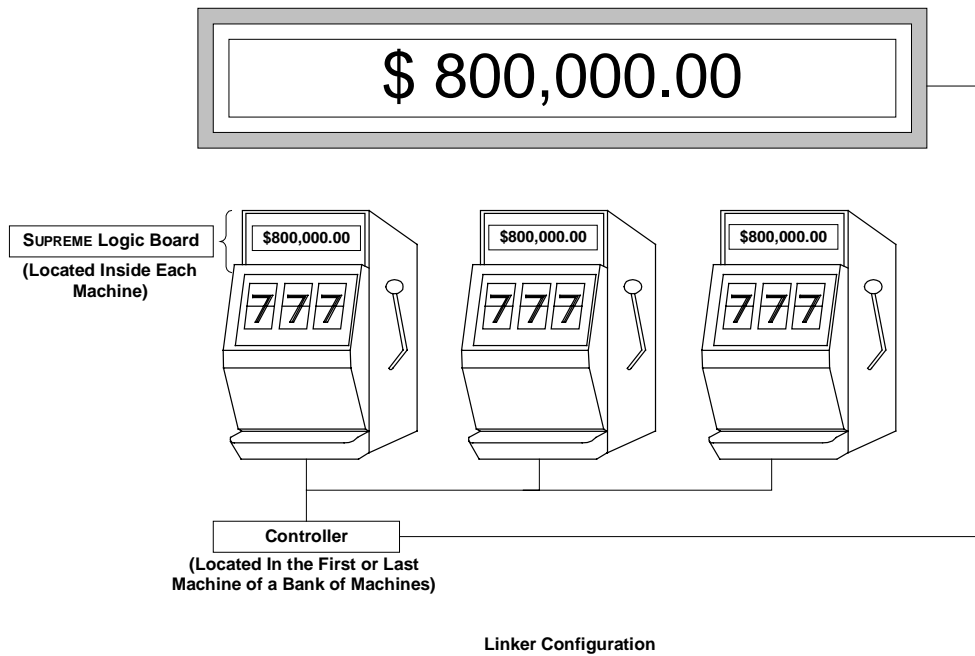 $ 800,000.00
SUPREME Logic Board
(Located Inside Each
Machine)
$800,000.00
$800,000.00
$800,000.00
777
777
777
Controller
(Located In the First or Last
Machine of a Bank of Machines)
Linker Configuration